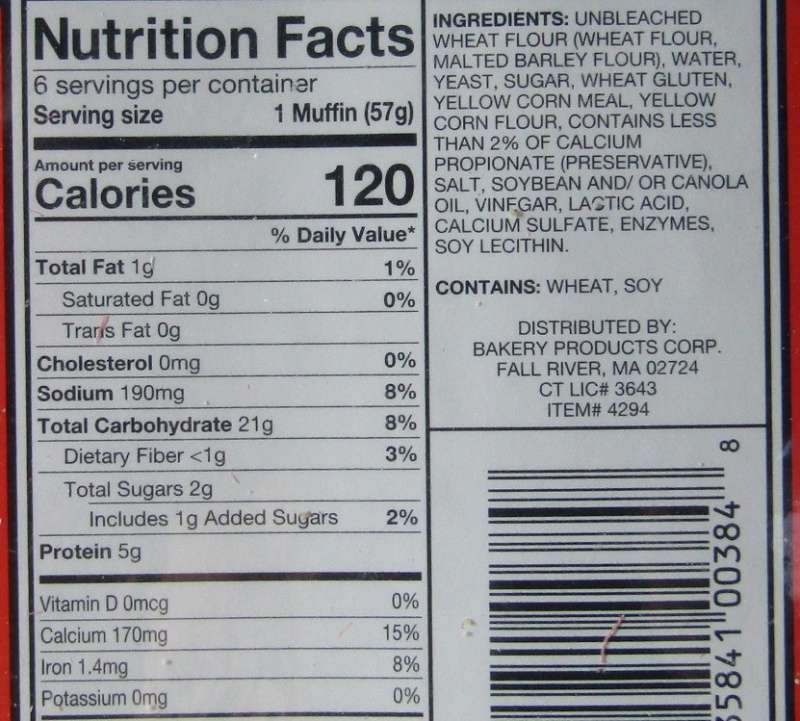 Nutrition Facts
6 servings per container
Serving size 1 Muffin (57g)
Amount per serving
Calories 120
% Daily Value*
Total Fat 1g 1%
Saturated Fat 0g 0%
Trans Fat 0g
Cholesterol 0mg 0%
Sodium 190mg 8%
Total Carbohydrate 21g 8%
Dietary Fiber <1g 3%
Total Sugars 2g
Includes 1g Added Sugars 2%
Protein 5g
Vitamin D 0mcg 0%
Calcium 170mg 15%
Iron 1.4mg 8%
Potassium 0mg 0%
INGREDIENTS: UNBLEACHED
WHEAT FLOUR (WHEAT FLOUR,
MALTED BARLEY FLOUR), WATER,
YEAST, SUGAR, WHEAT GLUTEN,
YELLOW CORN MEAL, YELLOW
CORN FLOUR, CONTAINS LESS
THAN 2% OF CALCIUM
PROPIONATE (PRESERVATIVE),
SALT, SOYBEAN AND/ OR CANOLA
OIL, VINEGAR, LACTIC ACID,
CALCIUM SULFATE, ENZYMES,
SOY LECITHIN.
CONTAINS: WHEAT, SOY
DISTRIBUTED BY:
BAKERY PRODUCTS CORP.
FALL RIVER, MA 02724
CT LIC# 3643
ITEM# 4294
5841 00384 8